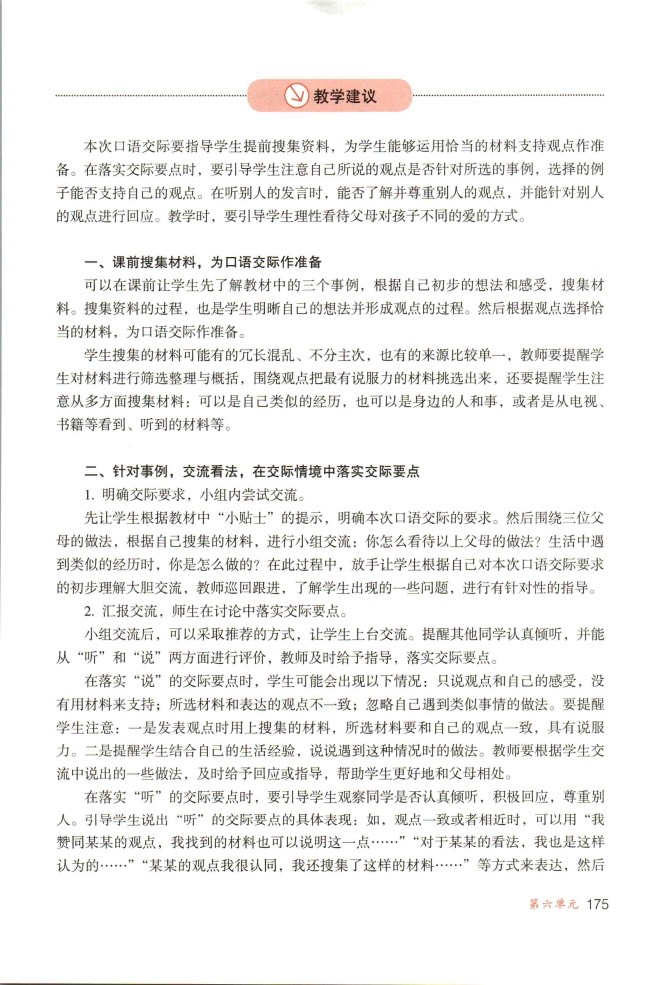 教学建议
本次口语交际要指导学生提前搜集资料，为学生能够运用恰当的材料支持观点作准
备。在落实交际要点时，要引导学生注意自己所说的观点是否针对所选的事例，选择的例
子能否支持自己的观点。在听别人的发言时，能否了解并尊重别人的观点，并能针对别人
的观点进行回应。教学时，要引导学生理性看待父母对孩子不同的爱的方式。
一、课前搜集材料，为口语交际作准备
可以在课前让学生先了解教材中的三个事例，根据自己初步的想法和感受，搜集材
料。搜集资料的过程，也是学生明晰自己的想法并形成观点的过程。然后根据观点选择恰
当的材料，为口语交际作准备。
学生搜集的材料可能有的冗长混乱、不分主次，也有的来源比较单一，教师要提醒学
生对材料进行筛选整理与概括，围绕观点把最有说服力的材料挑选出来，还要提醒学生注
意从多方面搜集材料：可以是自己类似的经历，也可以是身边的人和事，或者是从电视、
书籍等看到、听到的材料等。
二、针对事例，交流看法，在交际情境中落实交际要点
1. 明确交际要求，小组内尝试交流。
先让学生根据教材中“小贴士”的提示，明确本次口语交际的要求。然后围绕三位父
母的做法，根据自己搜集的材料，进行小组交流：你怎么看待以上父母的做法？生活中遇
到类似的经历时，你是怎么做的？在此过程中，放手让学生根据自己对本次口语交际要求
的初步理解大胆交流，教师巡回跟进，了解学生出现的一些问题，进行有针对性的指导。
2. 汇报交流，师生在讨论中落实交际要点。
小组交流后，可以采取推荐的方式，让学生上台交流。提醒其他同学认真倾听，并能
从“听”和“说”两方面进行评价，教师及时给予指导，落实交际要点。
在落实“说”的交际要点时，学生可能会出现以下情况：只说观点和自己的感受，没
有用材料来支持；所选材料和表达的观点不一致；忽略自己遇到类似事情的做法。要提醒
学生注意：一是发表观点时用上搜集的材料，所选材料要和自己的观点一致，具有说服
力。二是提醒学生结合自己的生活经验，说说遇到这种情况时的做法。教师要根据学生交
流中说出的一些做法，及时给予回应或指导，帮助学生更好地和父母相处。
在落实“听”的交际要点时，要引导学生观察同学是否认真倾听，积极回应，尊重别
人。引导学生说出“听”的交际要点的具体表现：如，观点一致或者相近时，可以用“我
赞同某某的观点，我找到的材料也可以说明这一点……”“对于某某的看法，我也是这样
认为的……”“某某的观点我很认同，我还搜集了这样的材料……”等方式来表达，然后
第六单元 175